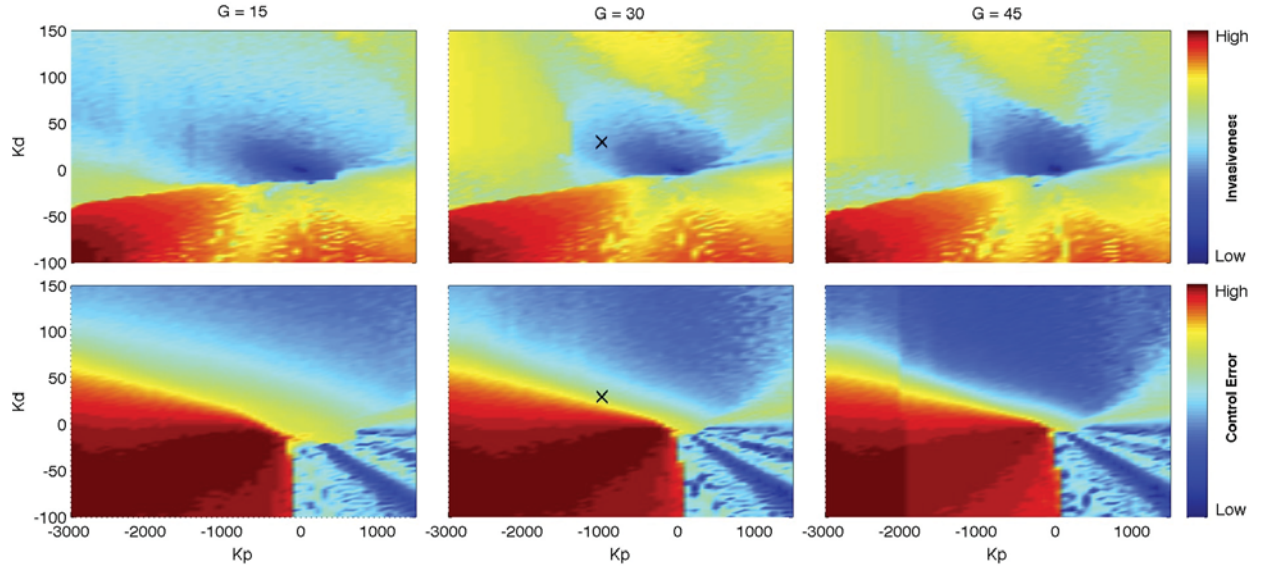 G = 15 G = 30 G = 45
150
100
50
0
-50
-100
Kd
High
Invasiveness
Low
150
100
50
0
-50
-100
Kd
High
Control Error
Low
-3000 -2000 -1000 0 1000 -3000 -2000 -1000 0 1000 -3000 -2000 -1000 0 1000
Kp Kp Kp